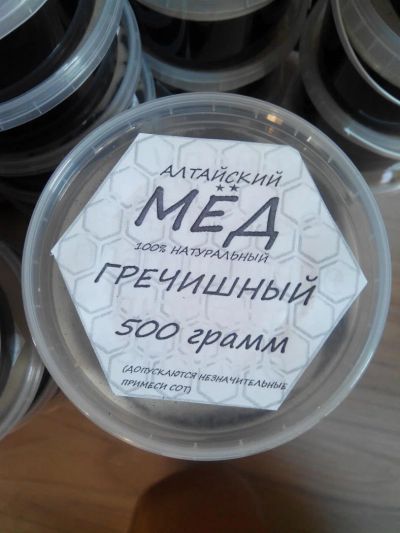 АЛТАЙСКИЙ
МЁД
100% НАТУРАЛЬНЫЙ
ГРЕЧИШНЫЙ
500 грамм
(ДОПУСКАЮТСЯ НЕЗНАЧИТЕЛЬНЫЕ
ПРИМЕСИ СОТ)